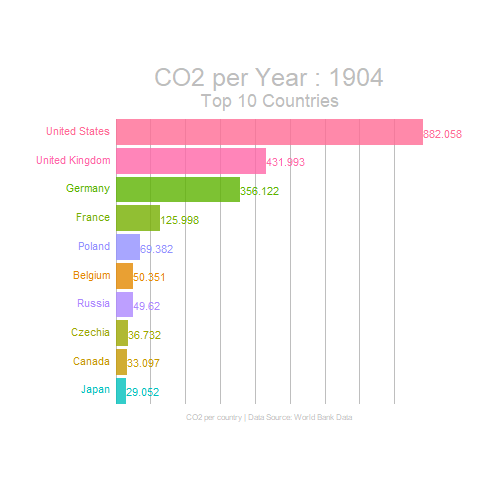 CO2 per Year : 1904
Top 10 Countries
United States 882.058
United Kingdom 431.993
Germany 356.122
France 125.998
Poland 69.382
Belgium 50.351
Russia 49.62
Czechia 36.732
Canada 33.097
Japan 29.052
CO2 per country | Data Source: World Bank Data